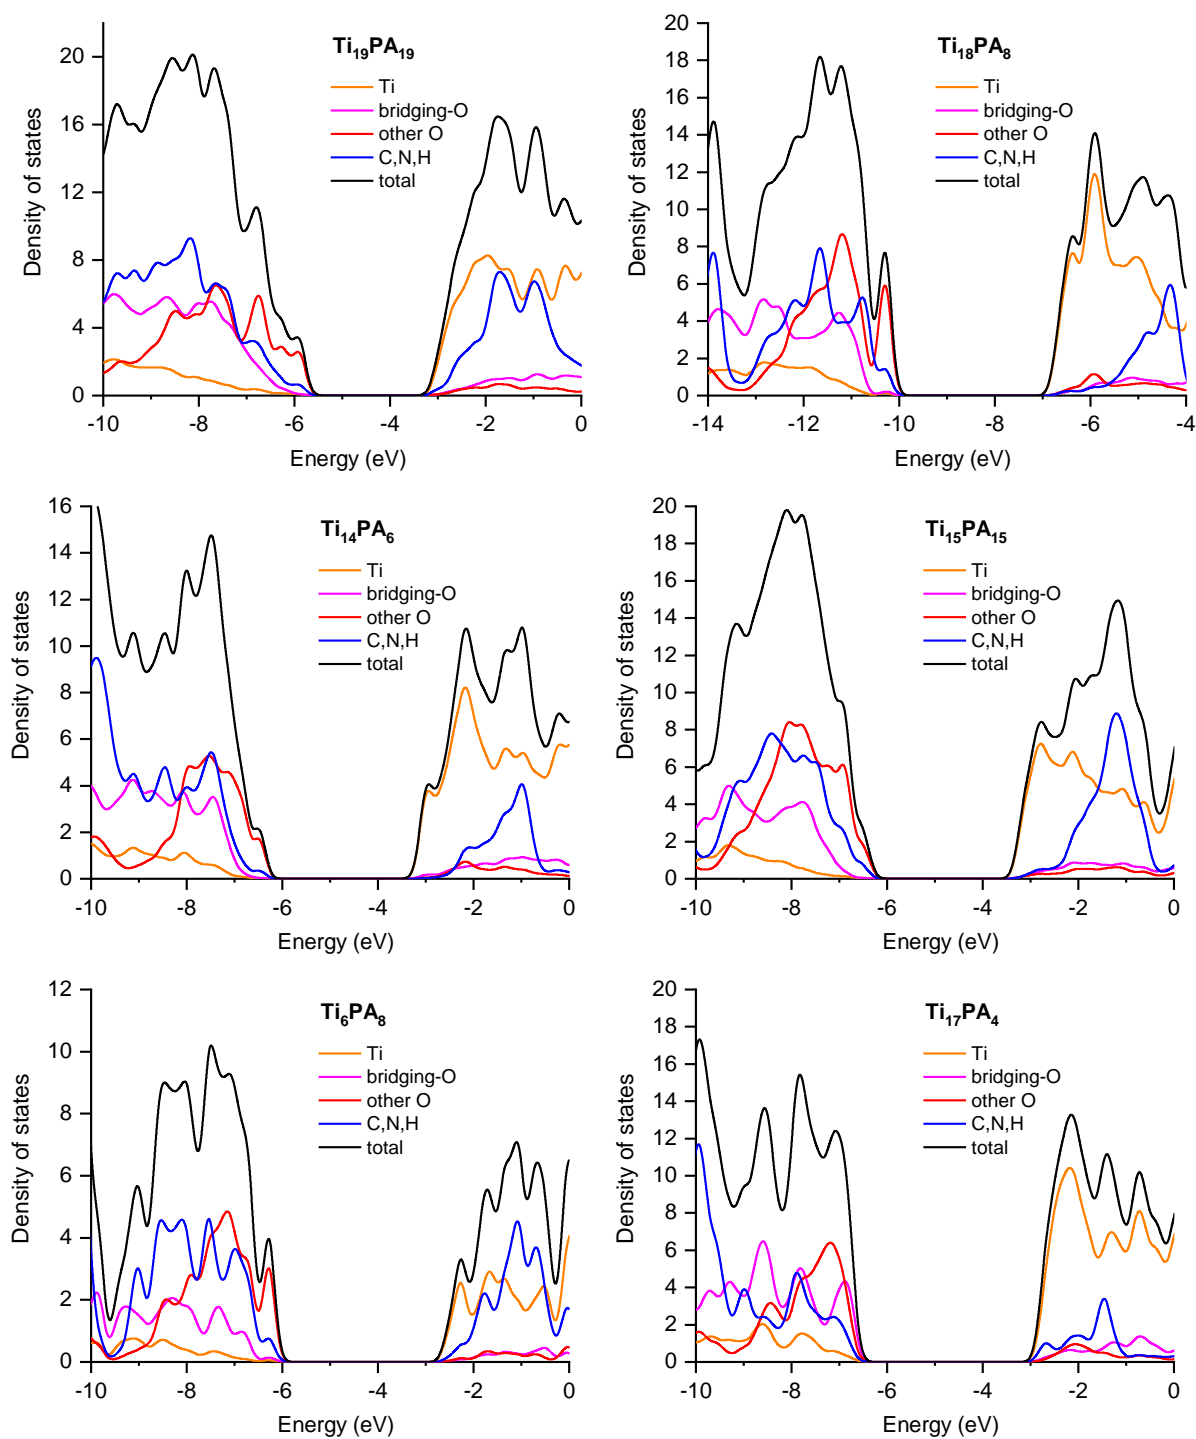 Ti19PA19
Ti
bridging-O
other O
C,N,H
total
20
16
12
8
4
0
Density of states
-10 -8 -6 -4 -2 0
Energy (eV)
Ti18PA8
Ti
bridging-O
other O
C,N,H
total
20
18
16
14
12
10
8
6
4
2
0
Density of states
-14 -12 -10 -8 -6 -4
Energy (eV)
Ti14PA6
Ti
bridging-O
other O
C,N,H
total
16
14
12
10
8
6
4
2
0
Density of states
-10 -8 -6 -4 -2 0
Energy (eV)
Ti15PA15
Ti
bridging-O
other O
C,N,H
total
20
18
16
14
12
10
8
6
4
2
0
Density of states
-10 -8 -6 -4 -2 0
Energy (eV)
Ti6PA8
Ti
bridging-O
other O
C,N,H
total
12
10
8
6
4
2
0
Density of states
-10 -8 -6 -4 -2 0
Energy (eV)
Ti17PA4
Ti
bridging-O
other O
C,N,H
total
20
18
16
14
12
10
8
6
4
2
0
Density of states
-10 -8 -6 -4 -2 0
Energy (eV)